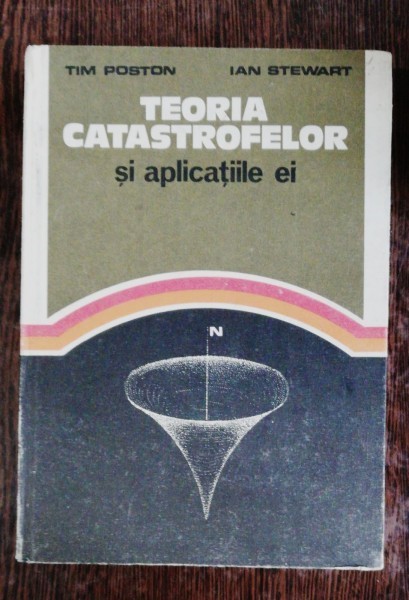 TIM POSTON IAN STEWART
TEORIA
CATASTROFELOR
și aplicațiile ei
N